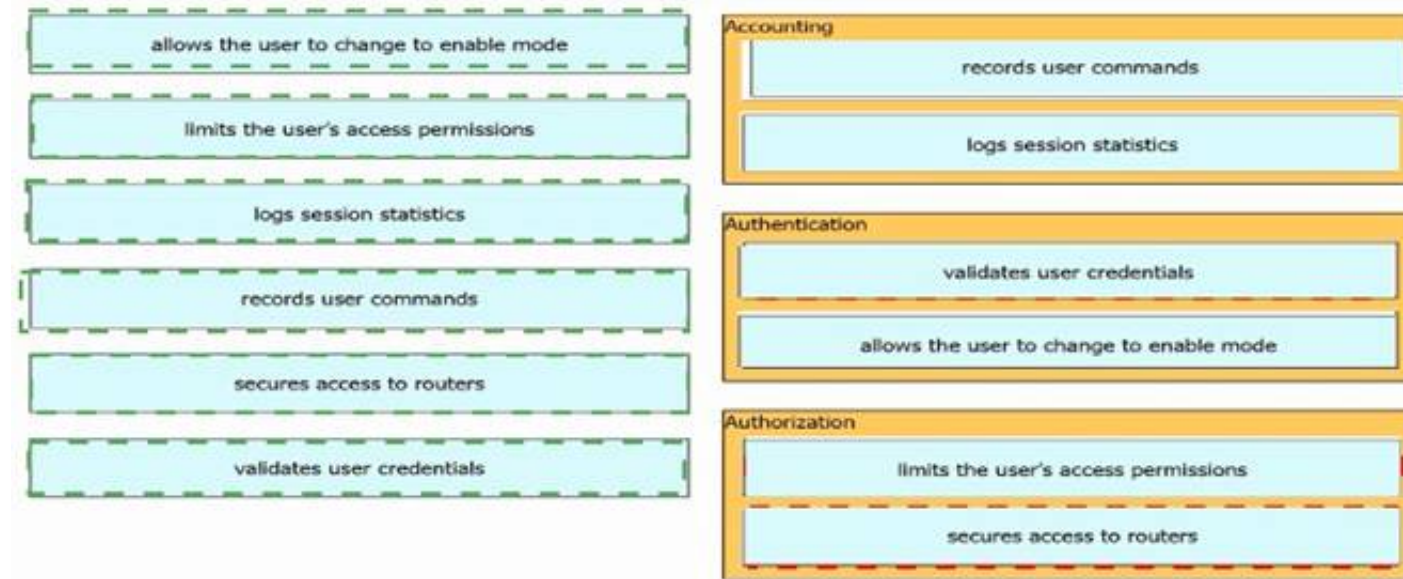 allows the user to change to enable mode
limits the user's access permissions
logs session statistics
records user commands
secures access to routers
validates user credentials
Accounting
records user commands
logs session statistics
Authentication
validates user credentials
allows the user to change to enable mode
Authorization
limits the user's access permissions
secures access to routers